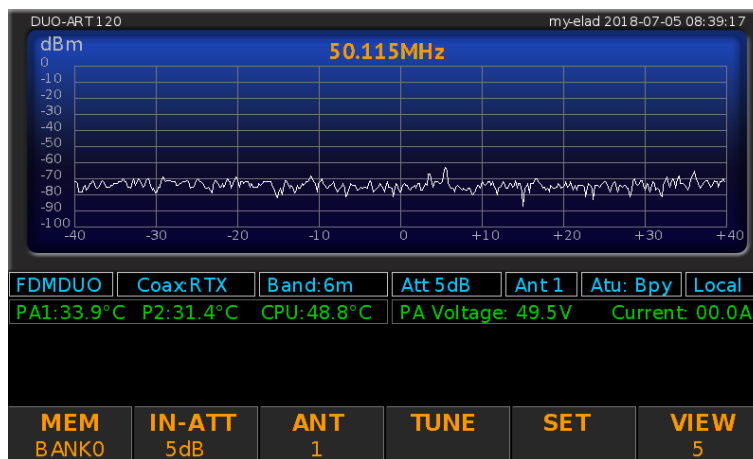 DUO-ART120 my-elad 2018-07-05 08:39:17
dBm
50.115MHz
0
-10
-20
-30
-40
-50
-60
-70
-80
-90
-100
-40 -30 -20 -10 0 +10 +20 +30 +40
FDMDUO Coax:RTX Band:6m Att 5dB Ant 1 Atu: Bpy Local
PA1:33.9°C P2:31.4°C CPU:48.8°C PA Voltage: 49.5V Current: 00.0A
MEM IN-ATT ANT TUNE SET VIEW
BANK0 5dB 1 5